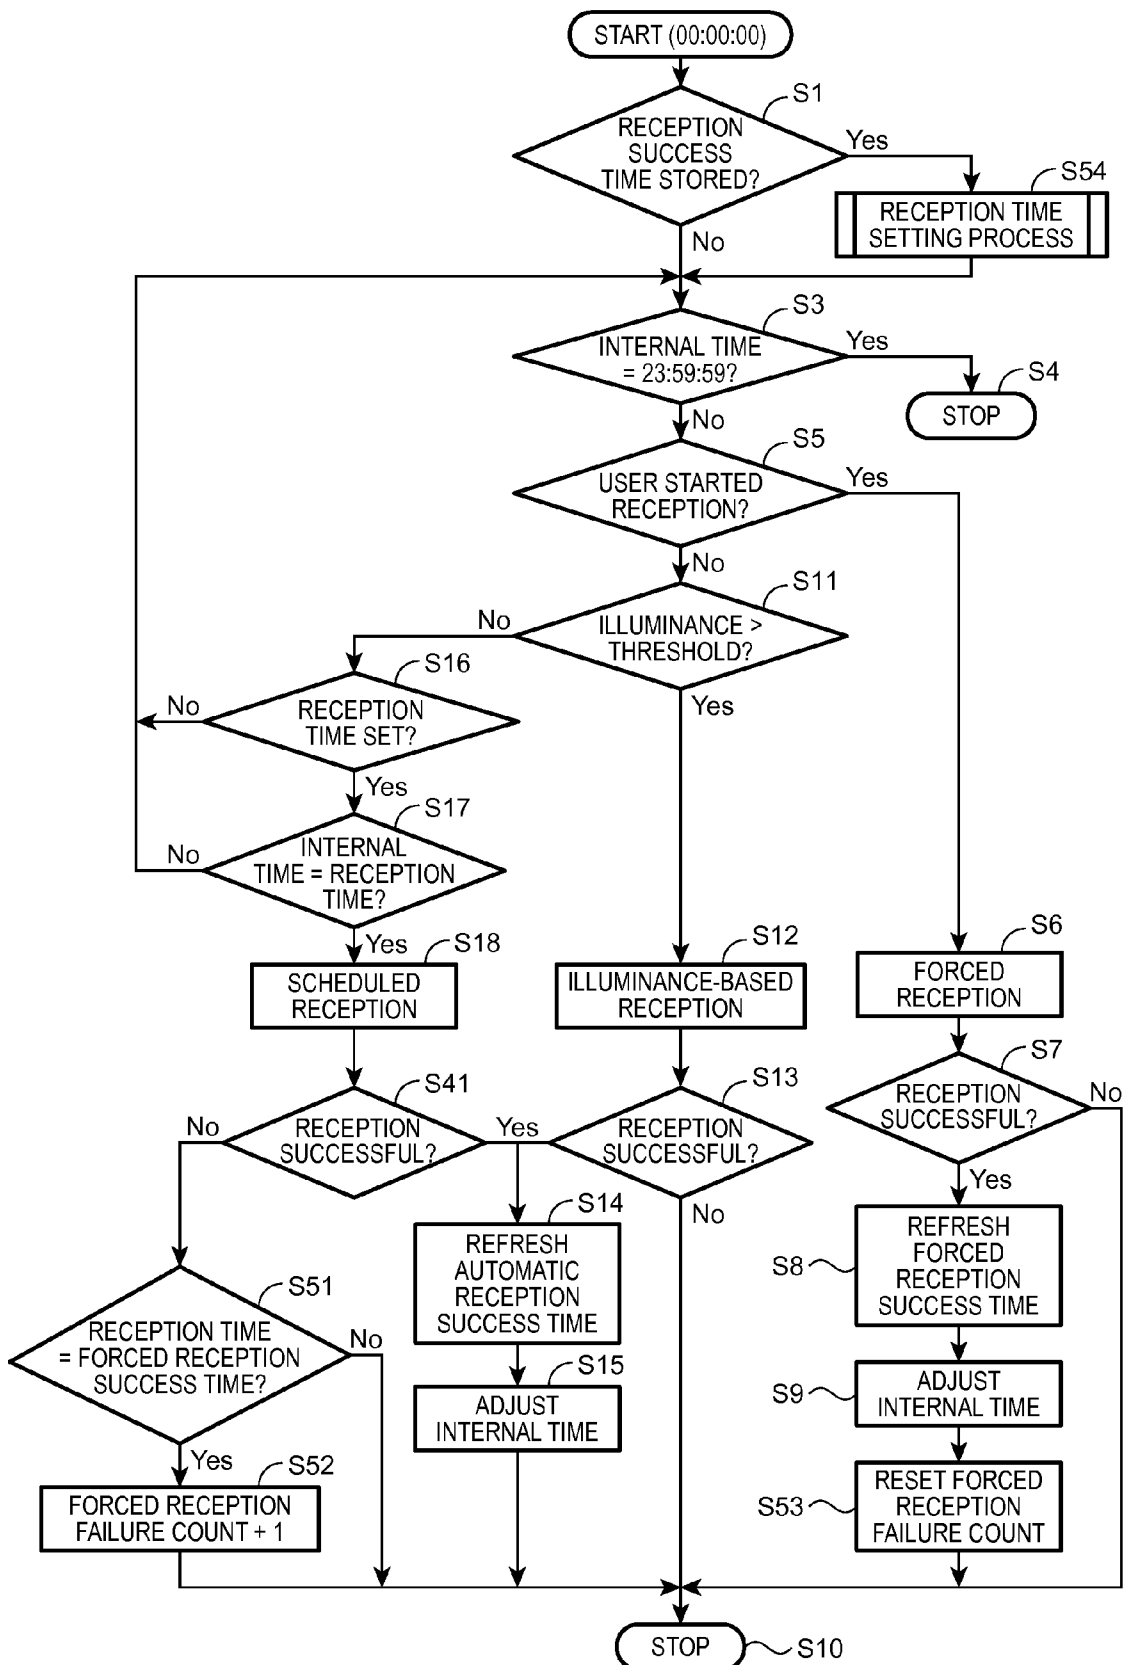 START (00:00:00)
S1
RECEPTION
SUCCESS
TIME STORED?
Yes
S54
RECEPTION TIME
SETTING PROCESS
No
S3
INTERNAL TIME
= 23:59:59?
Yes
S4
STOP
No
S5
USER STARTED
RECEPTION?
Yes
No
S11
ILLUMINANCE >
THRESHOLD?
No
Yes
S16
RECEPTION
TIME SET?
No
Yes
S17
INTERNAL
TIME = RECEPTION
TIME?
No
Yes
S18
SCHEDULED
RECEPTION
S12
ILLUMINANCE-BASED
RECEPTION
S6
FORCED
RECEPTION
S41
RECEPTION
SUCCESSFUL?
No
Yes
S13
RECEPTION
SUCCESSFUL?
No
S7
RECEPTION
SUCCESSFUL?
No
Yes
S14
REFRESH
AUTOMATIC
RECEPTION
SUCCESS TIME
S8
REFRESH
FORCED
RECEPTION
SUCCESS TIME
S51
RECEPTION TIME
= FORCED RECEPTION
SUCCESS TIME?
No
Yes
S15
ADJUST
INTERNAL TIME
S9
ADJUST
INTERNAL TIME
S52
FORCED RECEPTION
FAILURE COUNT + 1
S53
RESET FORCED
RECEPTION
FAILURE COUNT
STOP
S10